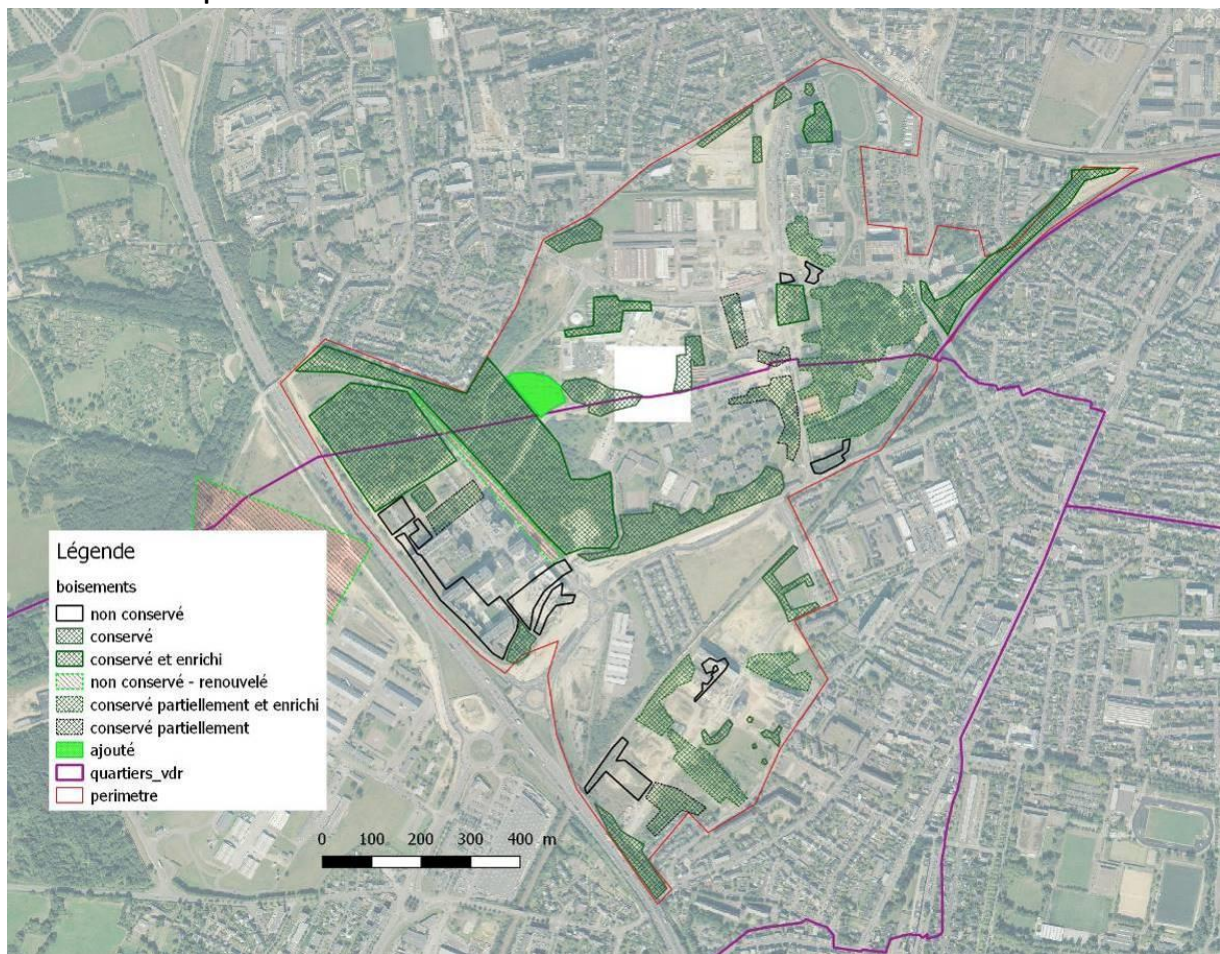 Légende
boisements
non conservé
conservé
conservé et enrichi
non conservé - renouvelé
conservé partiellement et enrichi
conservé partiellement
ajouté
quartiers_vdr
perimetre
0 100 200 300 400 m